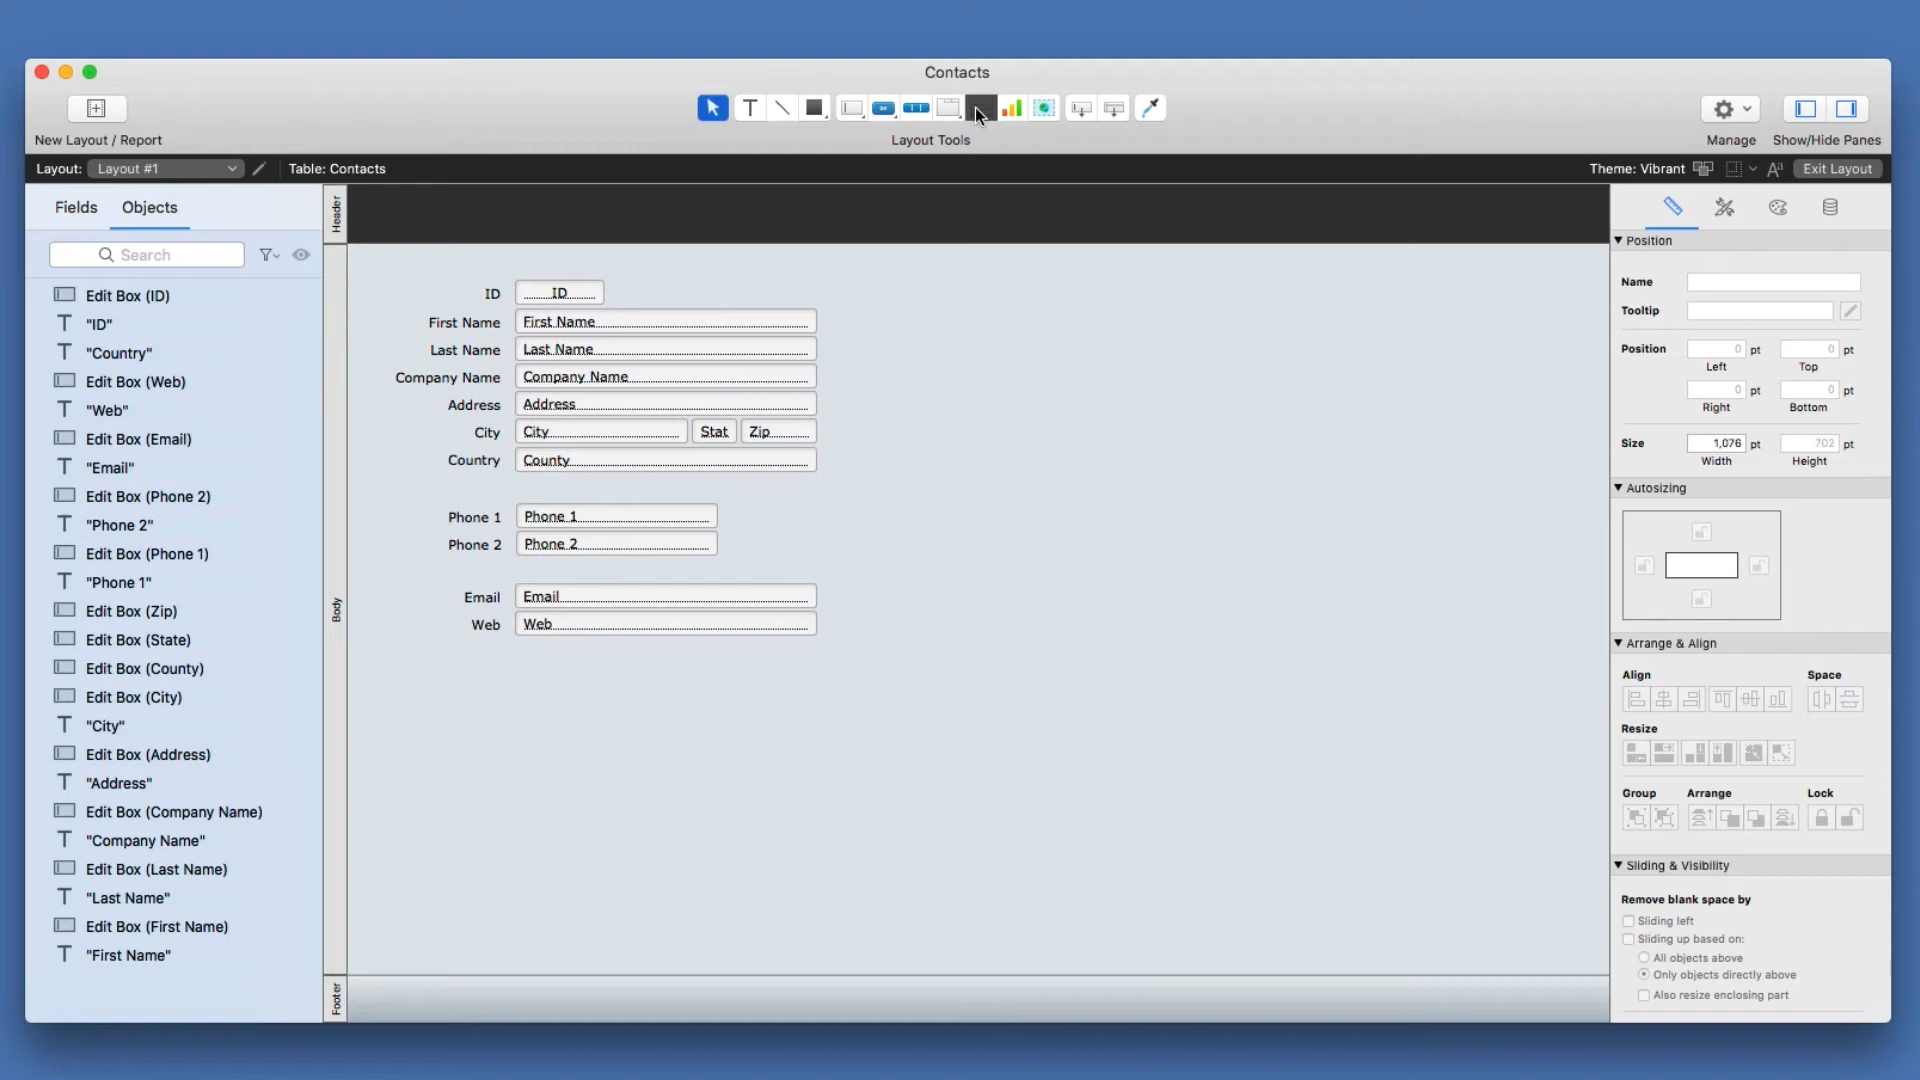 Contacts
New Layout / Report
Layout Tools
Manage
Show/Hide Panes
Layout: Layout #1 Table: Contacts
Theme: Vibrant Exit Layout
Fields Objects
Search
Edit Box (ID)
"ID"
"Country"
Edit Box (Web)
"Web"
Edit Box (Email)
"Email"
Edit Box (Phone 2)
"Phone 2"
Edit Box (Phone 1)
"Phone 1"
Edit Box (Zip)
Edit Box (State)
Edit Box (County)
Edit Box (City)
"City"
Edit Box (Address)
"Address"
Edit Box (Company Name)
"Company Name"
Edit Box (Last Name)
"Last Name"
Edit Box (First Name)
"First Name"
Header
Body
Footer
ID ID
First Name First Name
Last Name Last Name
Company Name Company Name
Address Address
City City Stat Zip
Country County
Phone 1 Phone 1
Phone 2 Phone 2
Email Email
Web Web
Position
Name
Tooltip
Position 0 pt 0 pt
Left Top
0 pt 0 pt
Right Bottom
Size 1,076 pt 702 pt
Width Height
Autosizing
Arrange & Align
Align Space
Resize
Group Arrange Lock
Sliding & Visibility
Remove blank space by
Sliding left
Sliding up based on:
All objects above
Only objects directly above
Also resize enclosing part